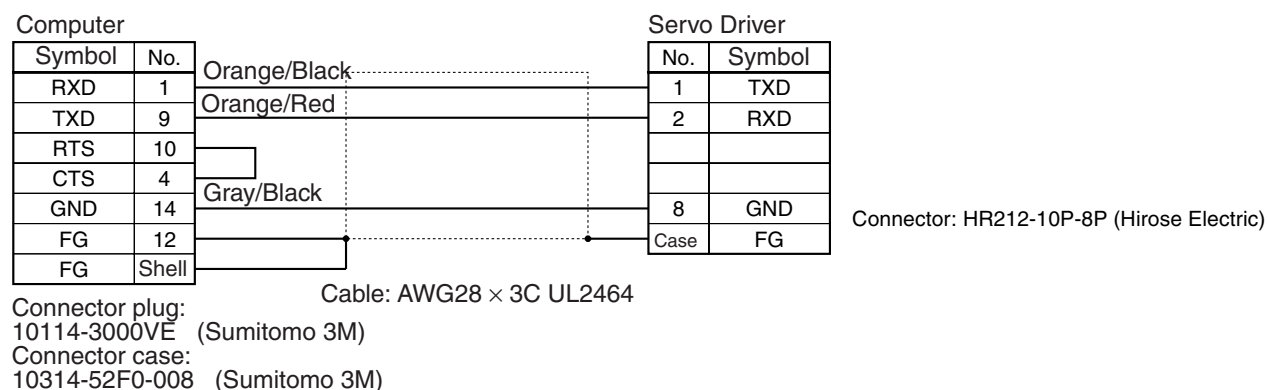 Computer
Servo Driver
Symbol No.
No. Symbol
Orange/Black
RXD 1
1 TXD
Orange/Red
TXD 9
2 RXD
RTS 10
CTS 4
Gray/Black
GND 14
8 GND
Connector: HR212-10P-8P (Hirose Electric)
FG 12
Case FG
FG Shell
Cable: AWG28 × 3C UL2464
Connector plug:
10114-3000VE (Sumitomo 3M)
Connector case:
10314-52F0-008 (Sumitomo 3M)